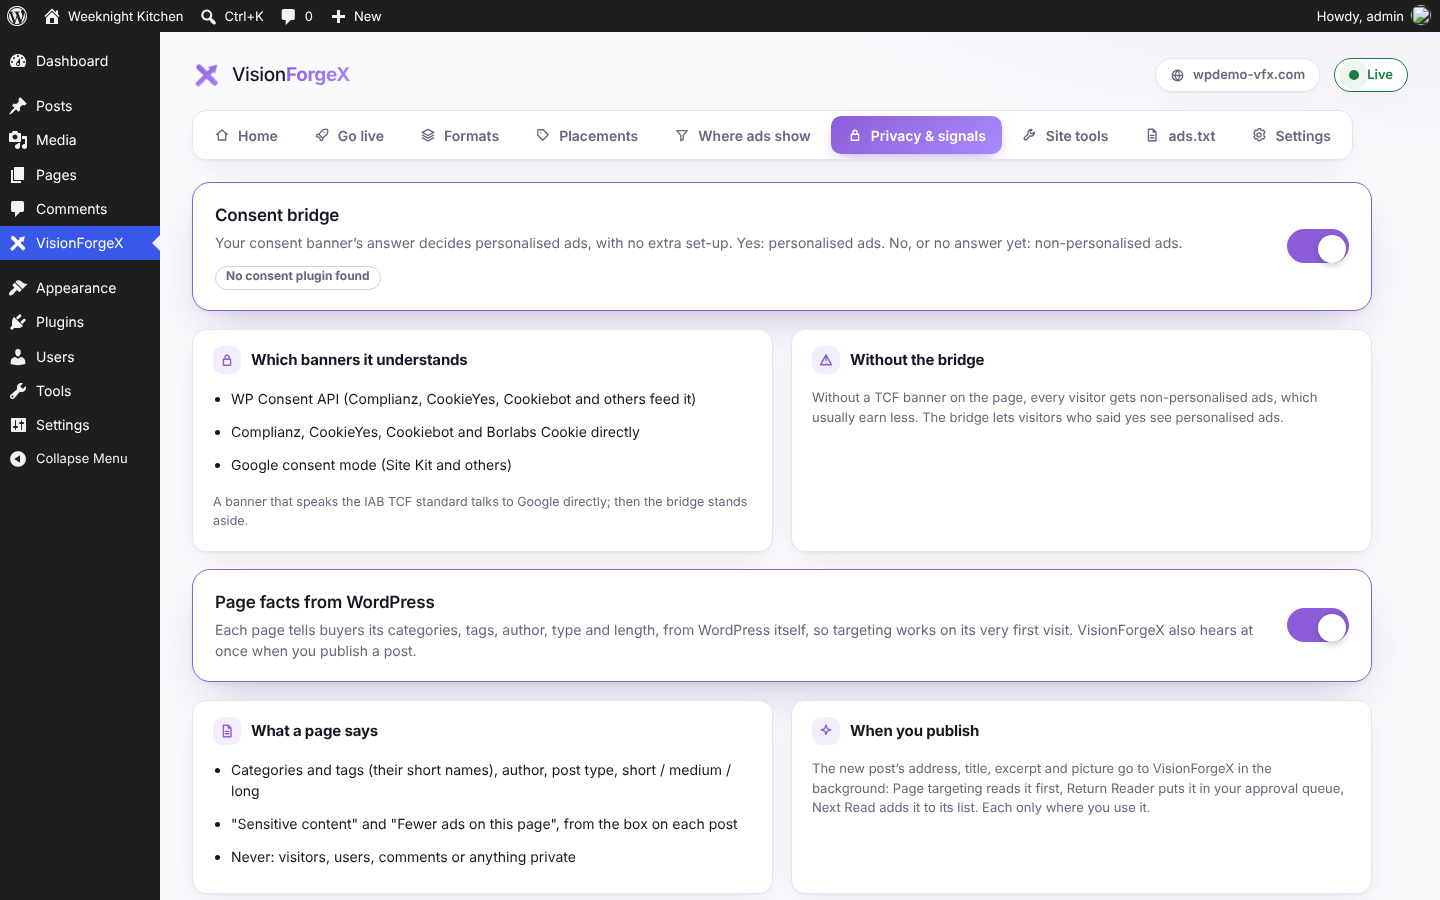 Weeknight Kitchen
Ctrl+K
0
New
Howdy, admin
Dashboard
Posts
Media
Pages
Comments
VisionForgeX
Appearance
Plugins
Users
Tools
Settings
Collapse Menu
VisionForgeX
wpdemo-vfx.com
Live
Home
Go live
Formats
Placements
Where ads show
Privacy & signals
Site tools
ads.txt
Settings
Consent bridge
Your consent banner’s answer decides personalised ads, with no extra set-up. Yes: personalised ads. No, or no answer yet: non-personalised ads.
No consent plugin found
Which banners it understands
WP Consent API (Complianz, CookieYes, Cookiebot and others feed it)
Complianz, CookieYes, Cookiebot and Borlabs Cookie directly
Google consent mode (Site Kit and others)
A banner that speaks the IAB TCF standard talks to Google directly; then the bridge stands
aside.
Without the bridge
Without a TCF banner on the page, every visitor gets non-personalised ads, which
usually earn less. The bridge lets visitors who said yes see personalised ads.
Page facts from WordPress
Each page tells buyers its categories, tags, author, type and length, from WordPress itself, so targeting works on its very first visit. VisionForgeX also hears at
once when you publish a post.
What a page says
Categories and tags (their short names), author, post type, short / medium /
long
"Sensitive content" and "Fewer ads on this page", from the box on each post
Never: visitors, users, comments or anything private
When you publish
The new post’s address, title, excerpt and picture go to VisionForgeX in the
background: Page targeting reads it first, Return Reader puts it in your approval queue,
Next Read adds it to its list. Each only where you use it.